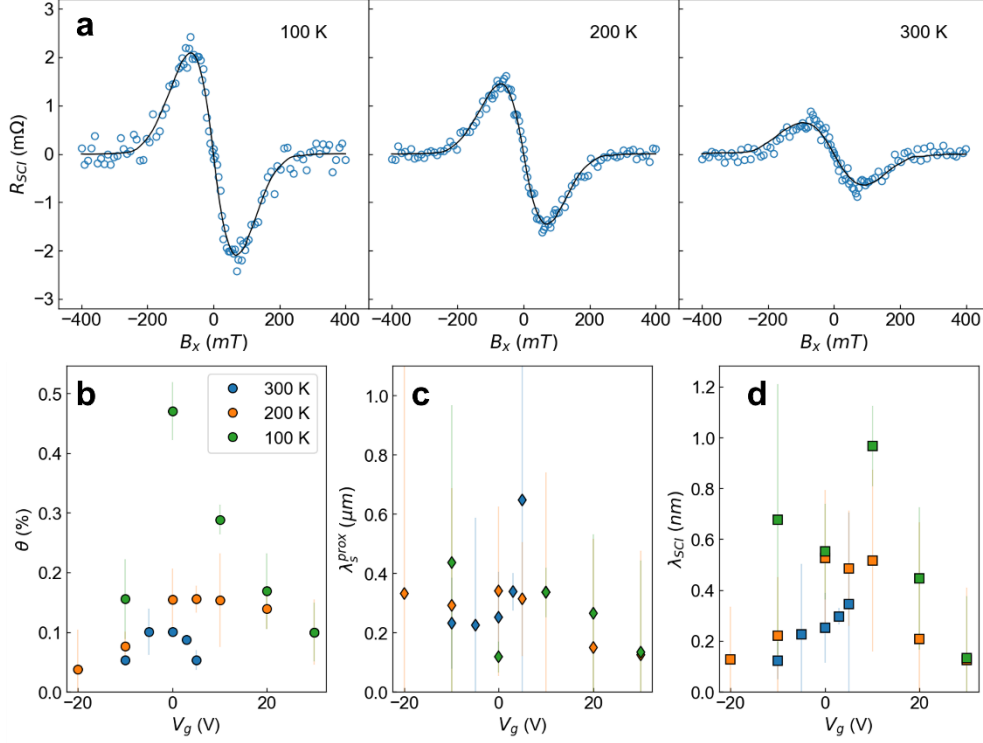 a
100 K
200 K
300 K
3
2
1
0
−1
−2
−3
R_SCI (mΩ)
−400 −200 0 200 400
−400 −200 0 200 400
−400 −200 0 200 400
B_x (mT)
B_x (mT)
B_x (mT)
b
300 K
200 K
100 K
0.5
0.4
0.3
0.2
0.1
0.0
θ (%)
−20 0 20
V_g (V)
c
1.0
0.8
0.6
0.4
0.2
0.0
λ_s^prox (μm)
−20 0 20
V_g (V)
d
1.2
1.0
0.8
0.6
0.4
0.2
0.0
λ_SCI (nm)
−20 0 20
V_g (V)